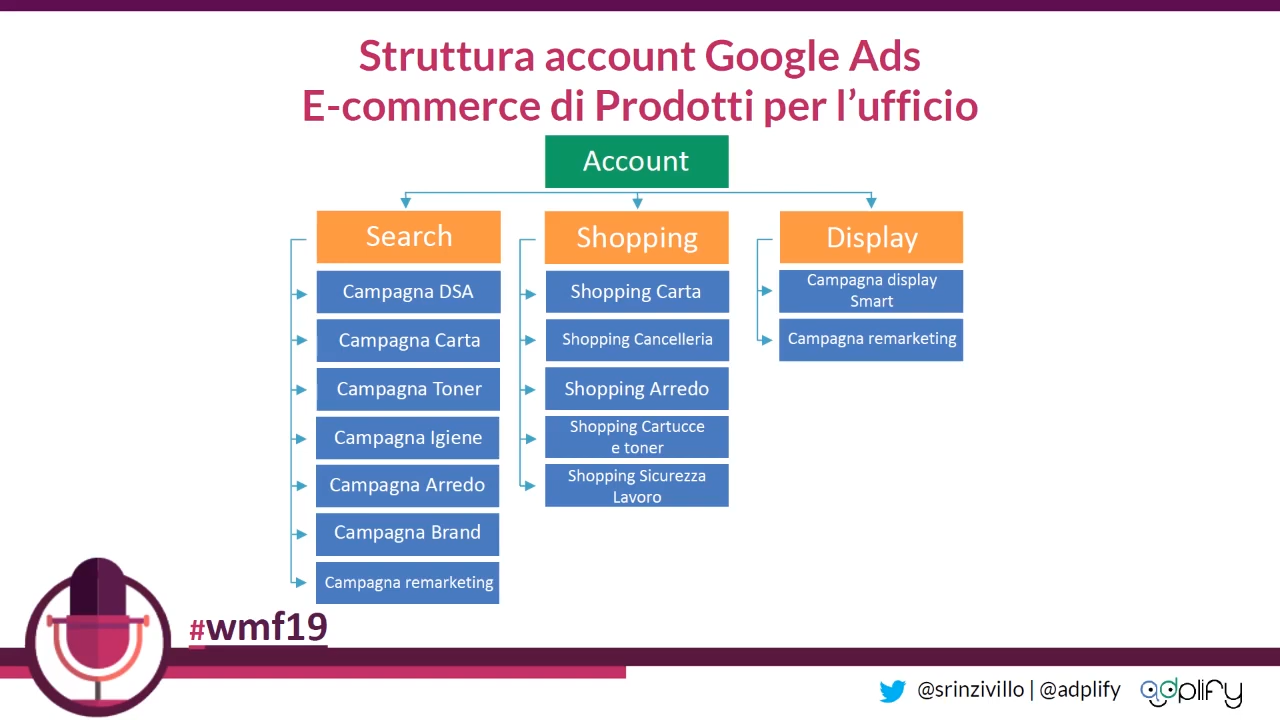 Struttura account Google Ads
E-commerce di Prodotti per l’ufficio
Account
Search
Campagna DSA
Campagna Carta
Campagna Toner
Campagna Igiene
Campagna Arredo
Campagna Brand
Campagna remarketing
Shopping
Shopping Carta
Shopping Cancelleria
Shopping Arredo
Shopping Cartucce
e toner
Shopping Sicurezza
Lavoro
Display
Campagna display
Smart
Campagna remarketing
#wmf19
@srinzivillo | @adplify
adplify